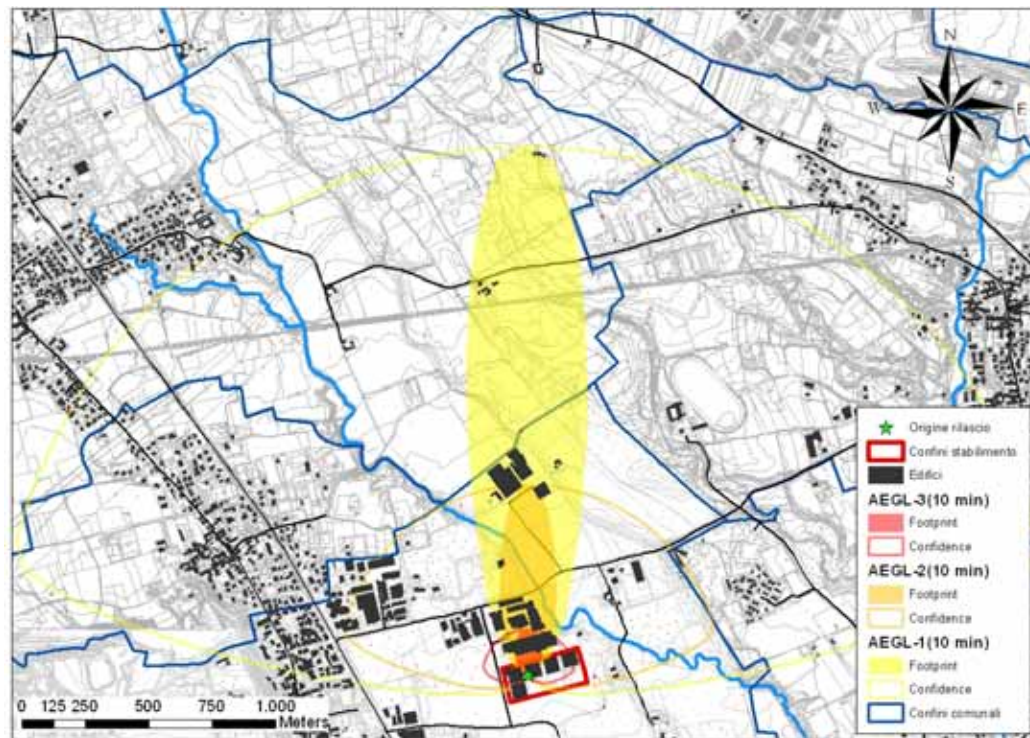 N
W E
S
Origine rilascio
Confini stabilimento
Edifici
AEGL-3(10 min)
Footprint
Confidence
AEGL-2(10 min)
Footprint
Confidence
AEGL-1(10 min)
Footprint
Confidence
Confini comunali
0 125 250 500 750 1.000
Meters